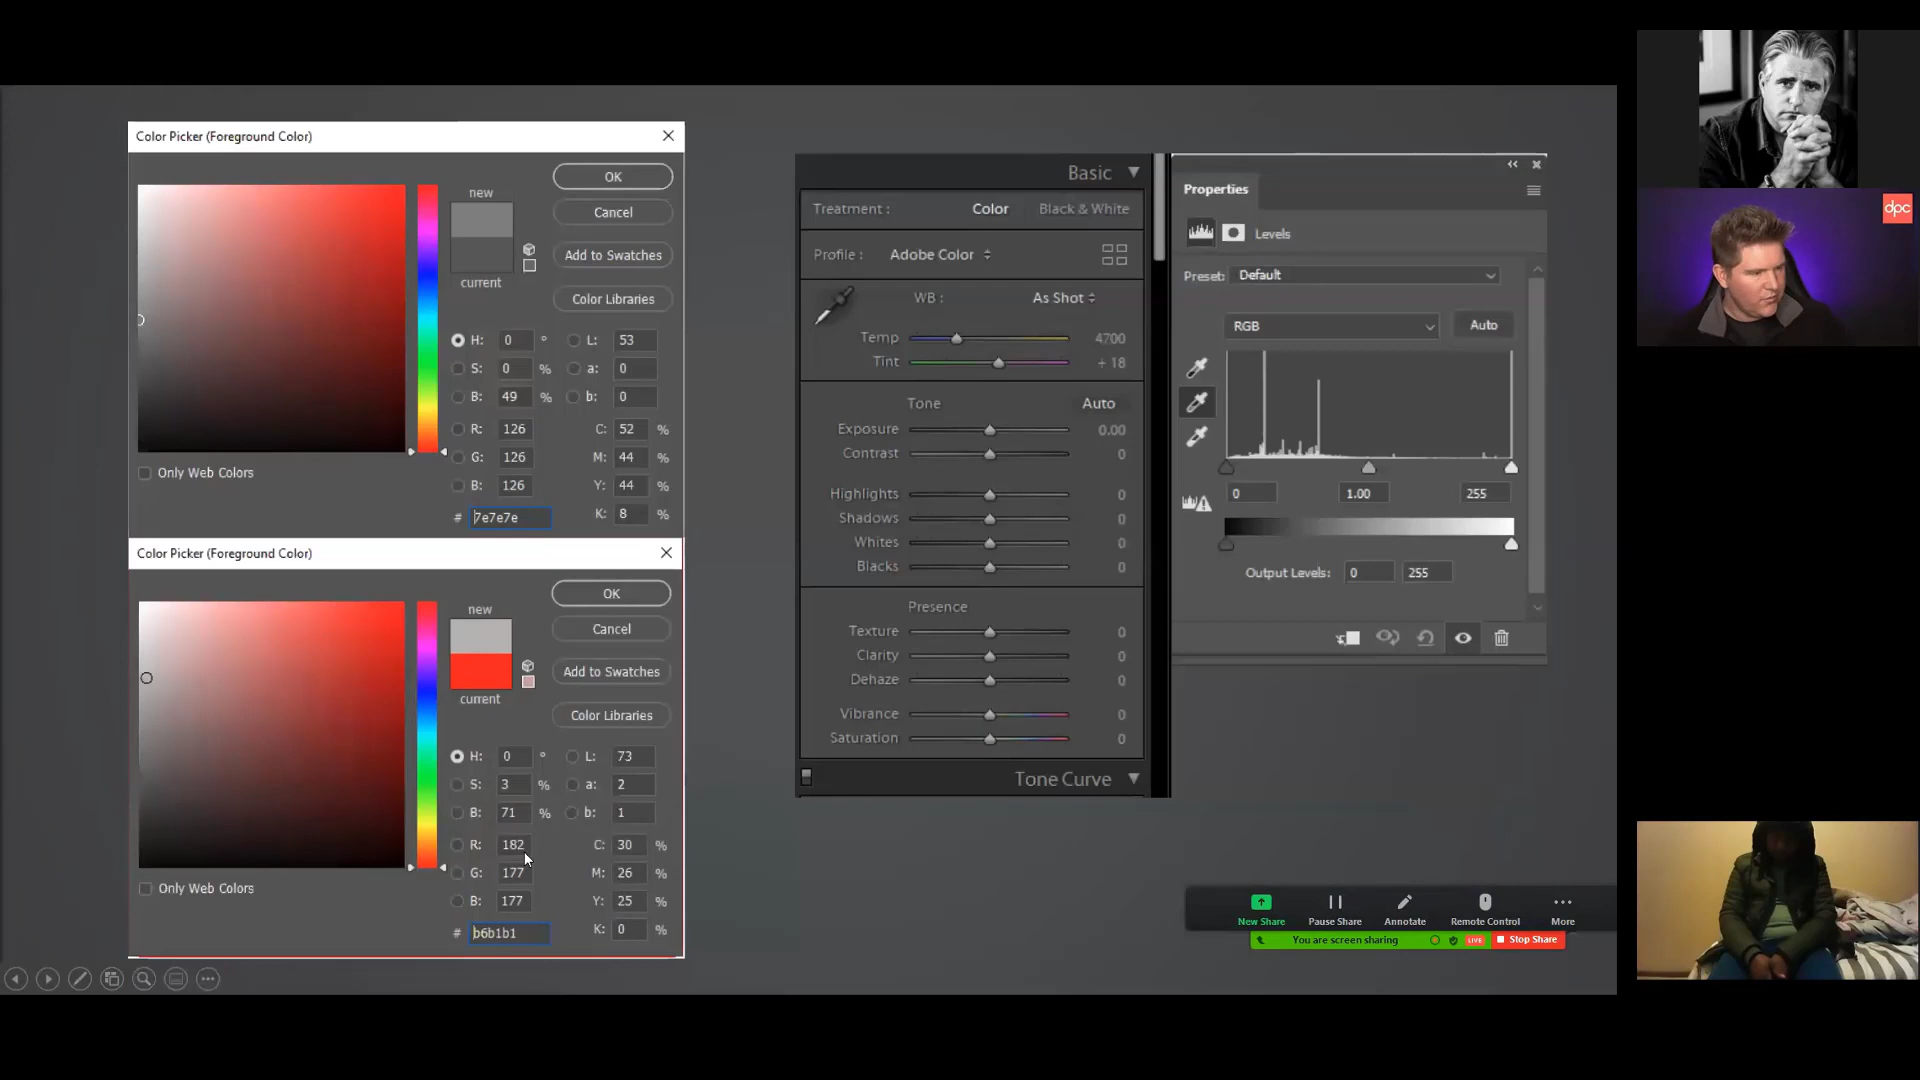 Color Picker (Foreground Color)
OK
new
Cancel
Add to Swatches
current
Color Libraries
H: 0 ° L: 53
S: 0 % a: 0
B: 49 % b: 0
R: 126 C: 52 %
G: 126 M: 44 %
B: 126 Y: 44 %
# 7e7e7e K: 8 %
Only Web Colors
Color Picker (Foreground Color)
OK
new
Cancel
Add to Swatches
current
Color Libraries
H: 0 ° L: 73
S: 3 % a: 2
B: 71 % b: 1
R: 182 C: 30 %
G: 177 M: 26 %
B: 177 Y: 25 %
# b6b1b1 K: 0 %
Only Web Colors
Basic
Treatment : Color Black & White
Profile : Adobe Color
WB : As Shot
Temp 4700
Tint + 18
Tone Auto
Exposure 0.00
Contrast 0
Highlights 0
Shadows 0
Whites 0
Blacks 0
Presence
Texture 0
Clarity 0
Dehaze 0
Vibrance 0
Saturation 0
Tone Curve
Properties
Levels
Preset: Default
RGB Auto
0 1.00 255
Output Levels: 0 255
New Share Pause Share Annotate Remote Control More
You are screen sharing LIVE Stop Share
dpc